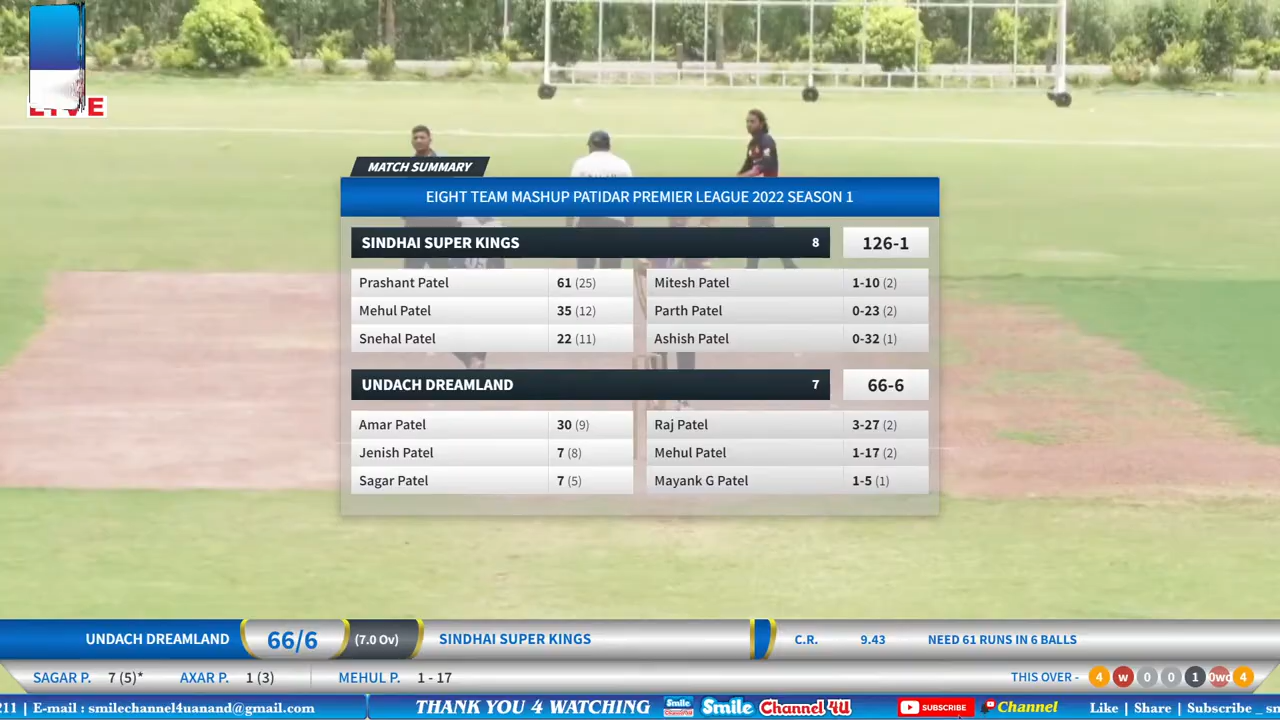 LIVE
MATCH SUMMARY
EIGHT TEAM MASHUP PATIDAR PREMIER LEAGUE 2022 SEASON 1
SINDHAI SUPER KINGS 8 126-1
Prashant Patel 61 (25) Mitesh Patel 1-10 (2)
Mehul Patel 35 (12) Parth Patel 0-23 (2)
Snehal Patel 22 (11) Ashish Patel 0-32 (1)
UNDACH DREAMLAND 7 66-6
Amar Patel 30 (9) Raj Patel 3-27 (2)
Jenish Patel 7 (8) Mehul Patel 1-17 (2)
Sagar Patel 7 (5) Mayank G Patel 1-5 (1)
UNDACH DREAMLAND 66/6 (7.0 Ov) SINDHAI SUPER KINGS C.R. 9.43 NEED 61 RUNS IN 6 BALLS
SAGAR P. 7 (5)* AXAR P. 1 (3) MEHUL P. 1 - 17 THIS OVER - 4 w 0 0 1 0wd 4
211 | E-mail : smilechannel4uanand@gmail.com THANK YOU 4 WATCHING Smile Channel 4U SUBSCRIBE Channel Like | Share | Subscribe _ sm